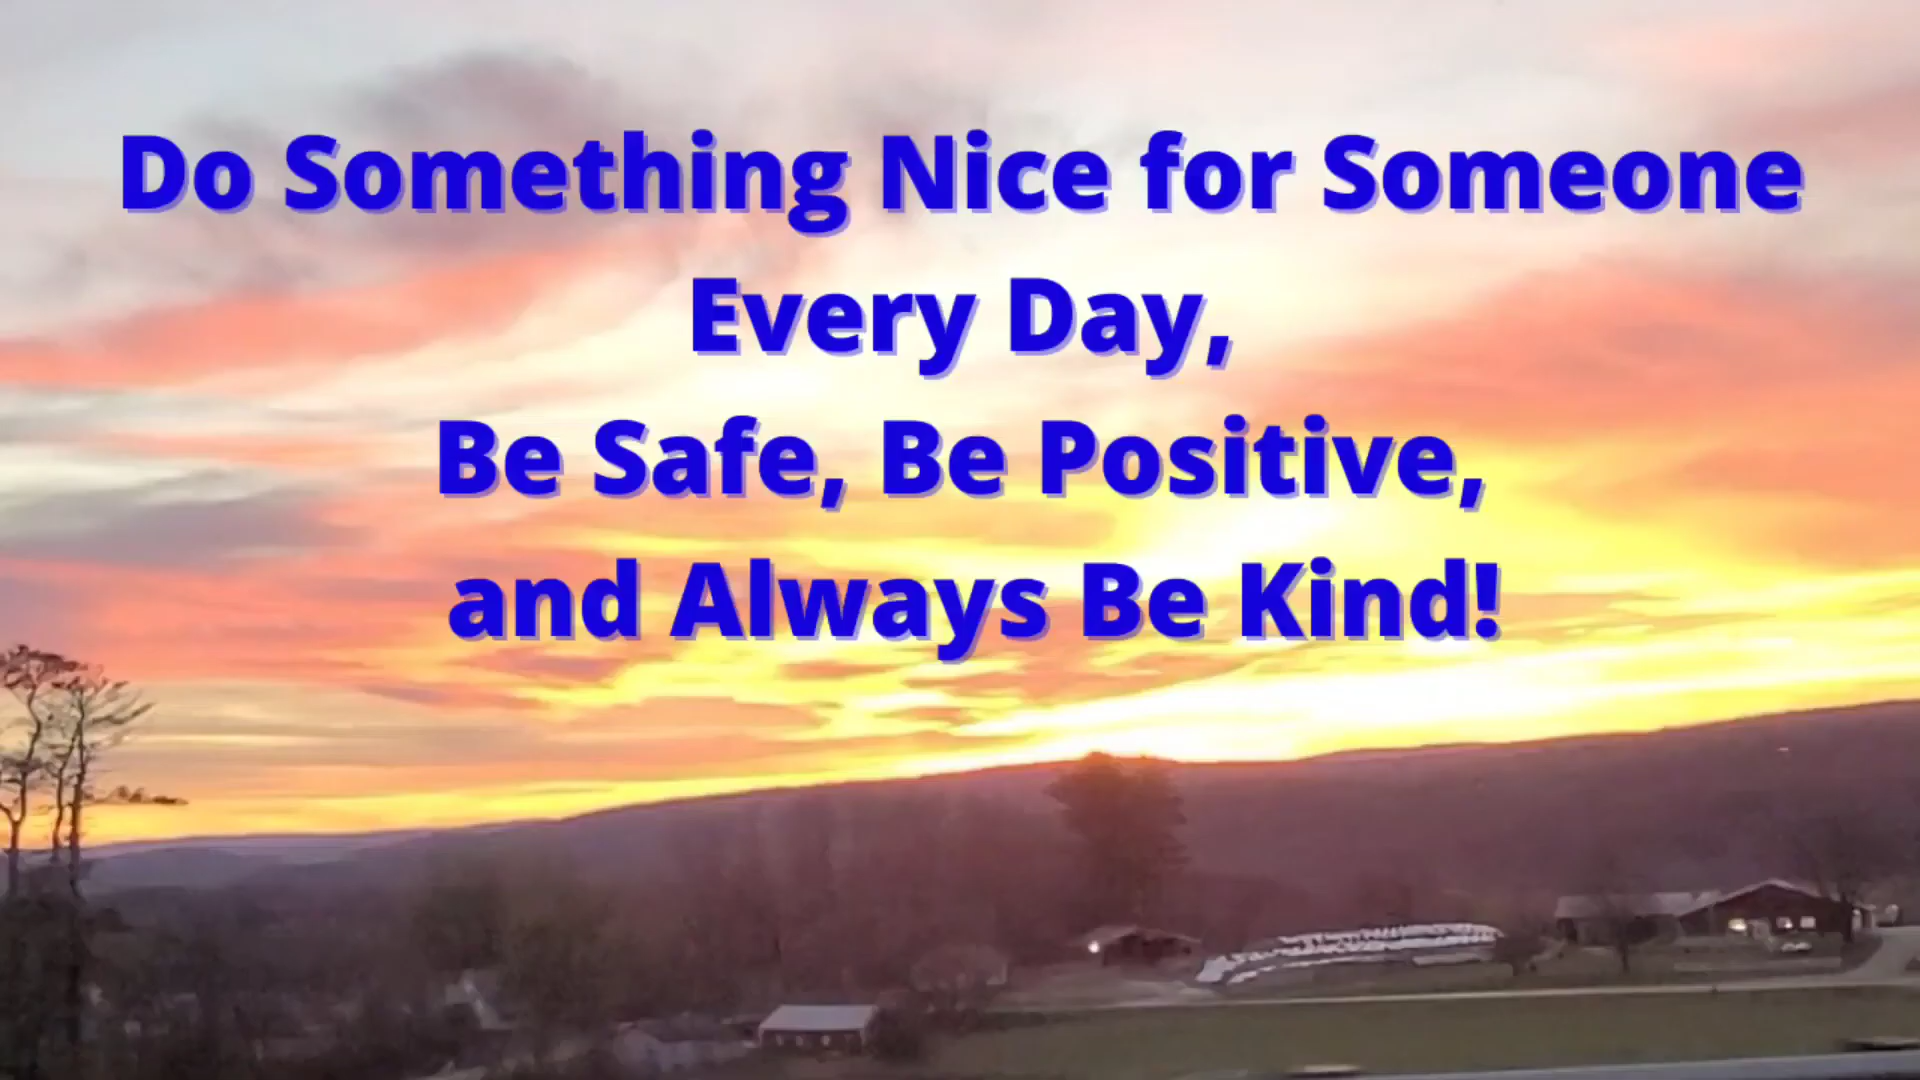 Do Something Nice for Someone
Every Day,
Be Safe, Be Positive,
and Always Be Kind!